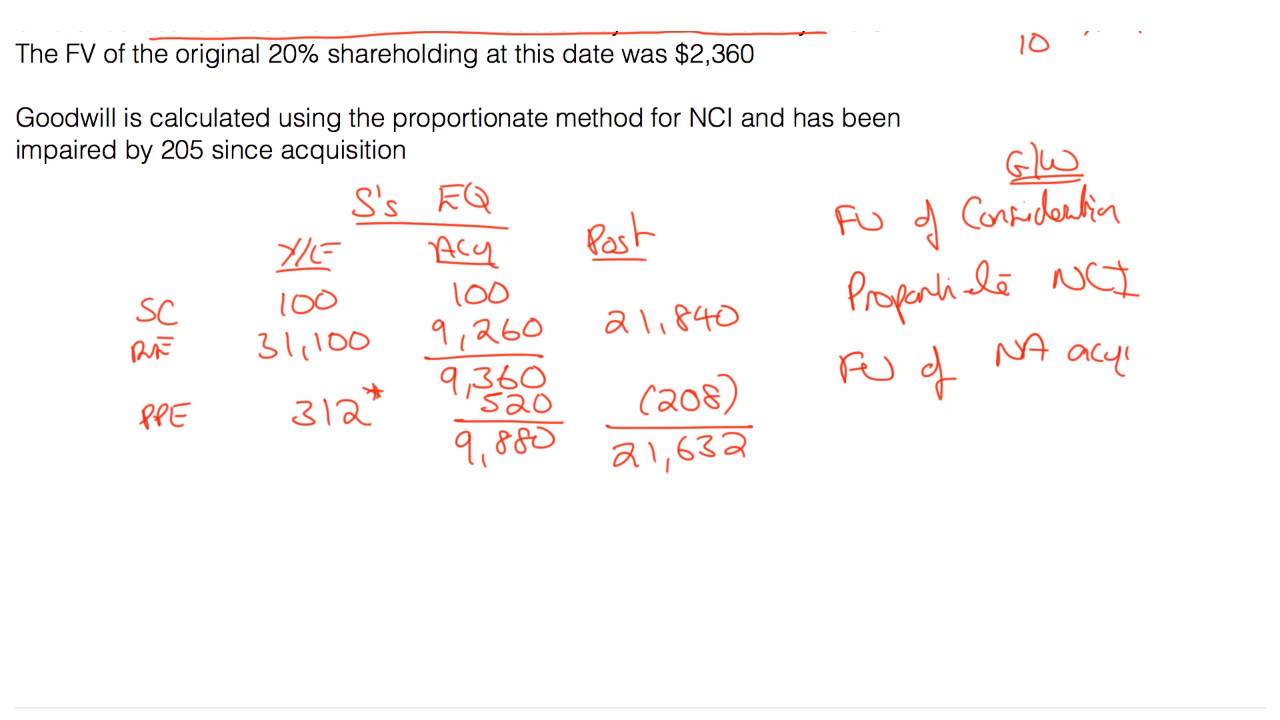 The FV of the original 20% shareholding at this date was $2,360
10
Goodwill is calculated using the proportionate method for NCI and has been
impaired by 205 since acquisition
G/W
S's EQ
FV of Consideration
Y/E ACQ Post
Proportionate NCI
SC 100 100
RE 31,100 9,260 21,840
9,360
FV of NA acq
PPE 312* 520 (208)
9,880 21,632